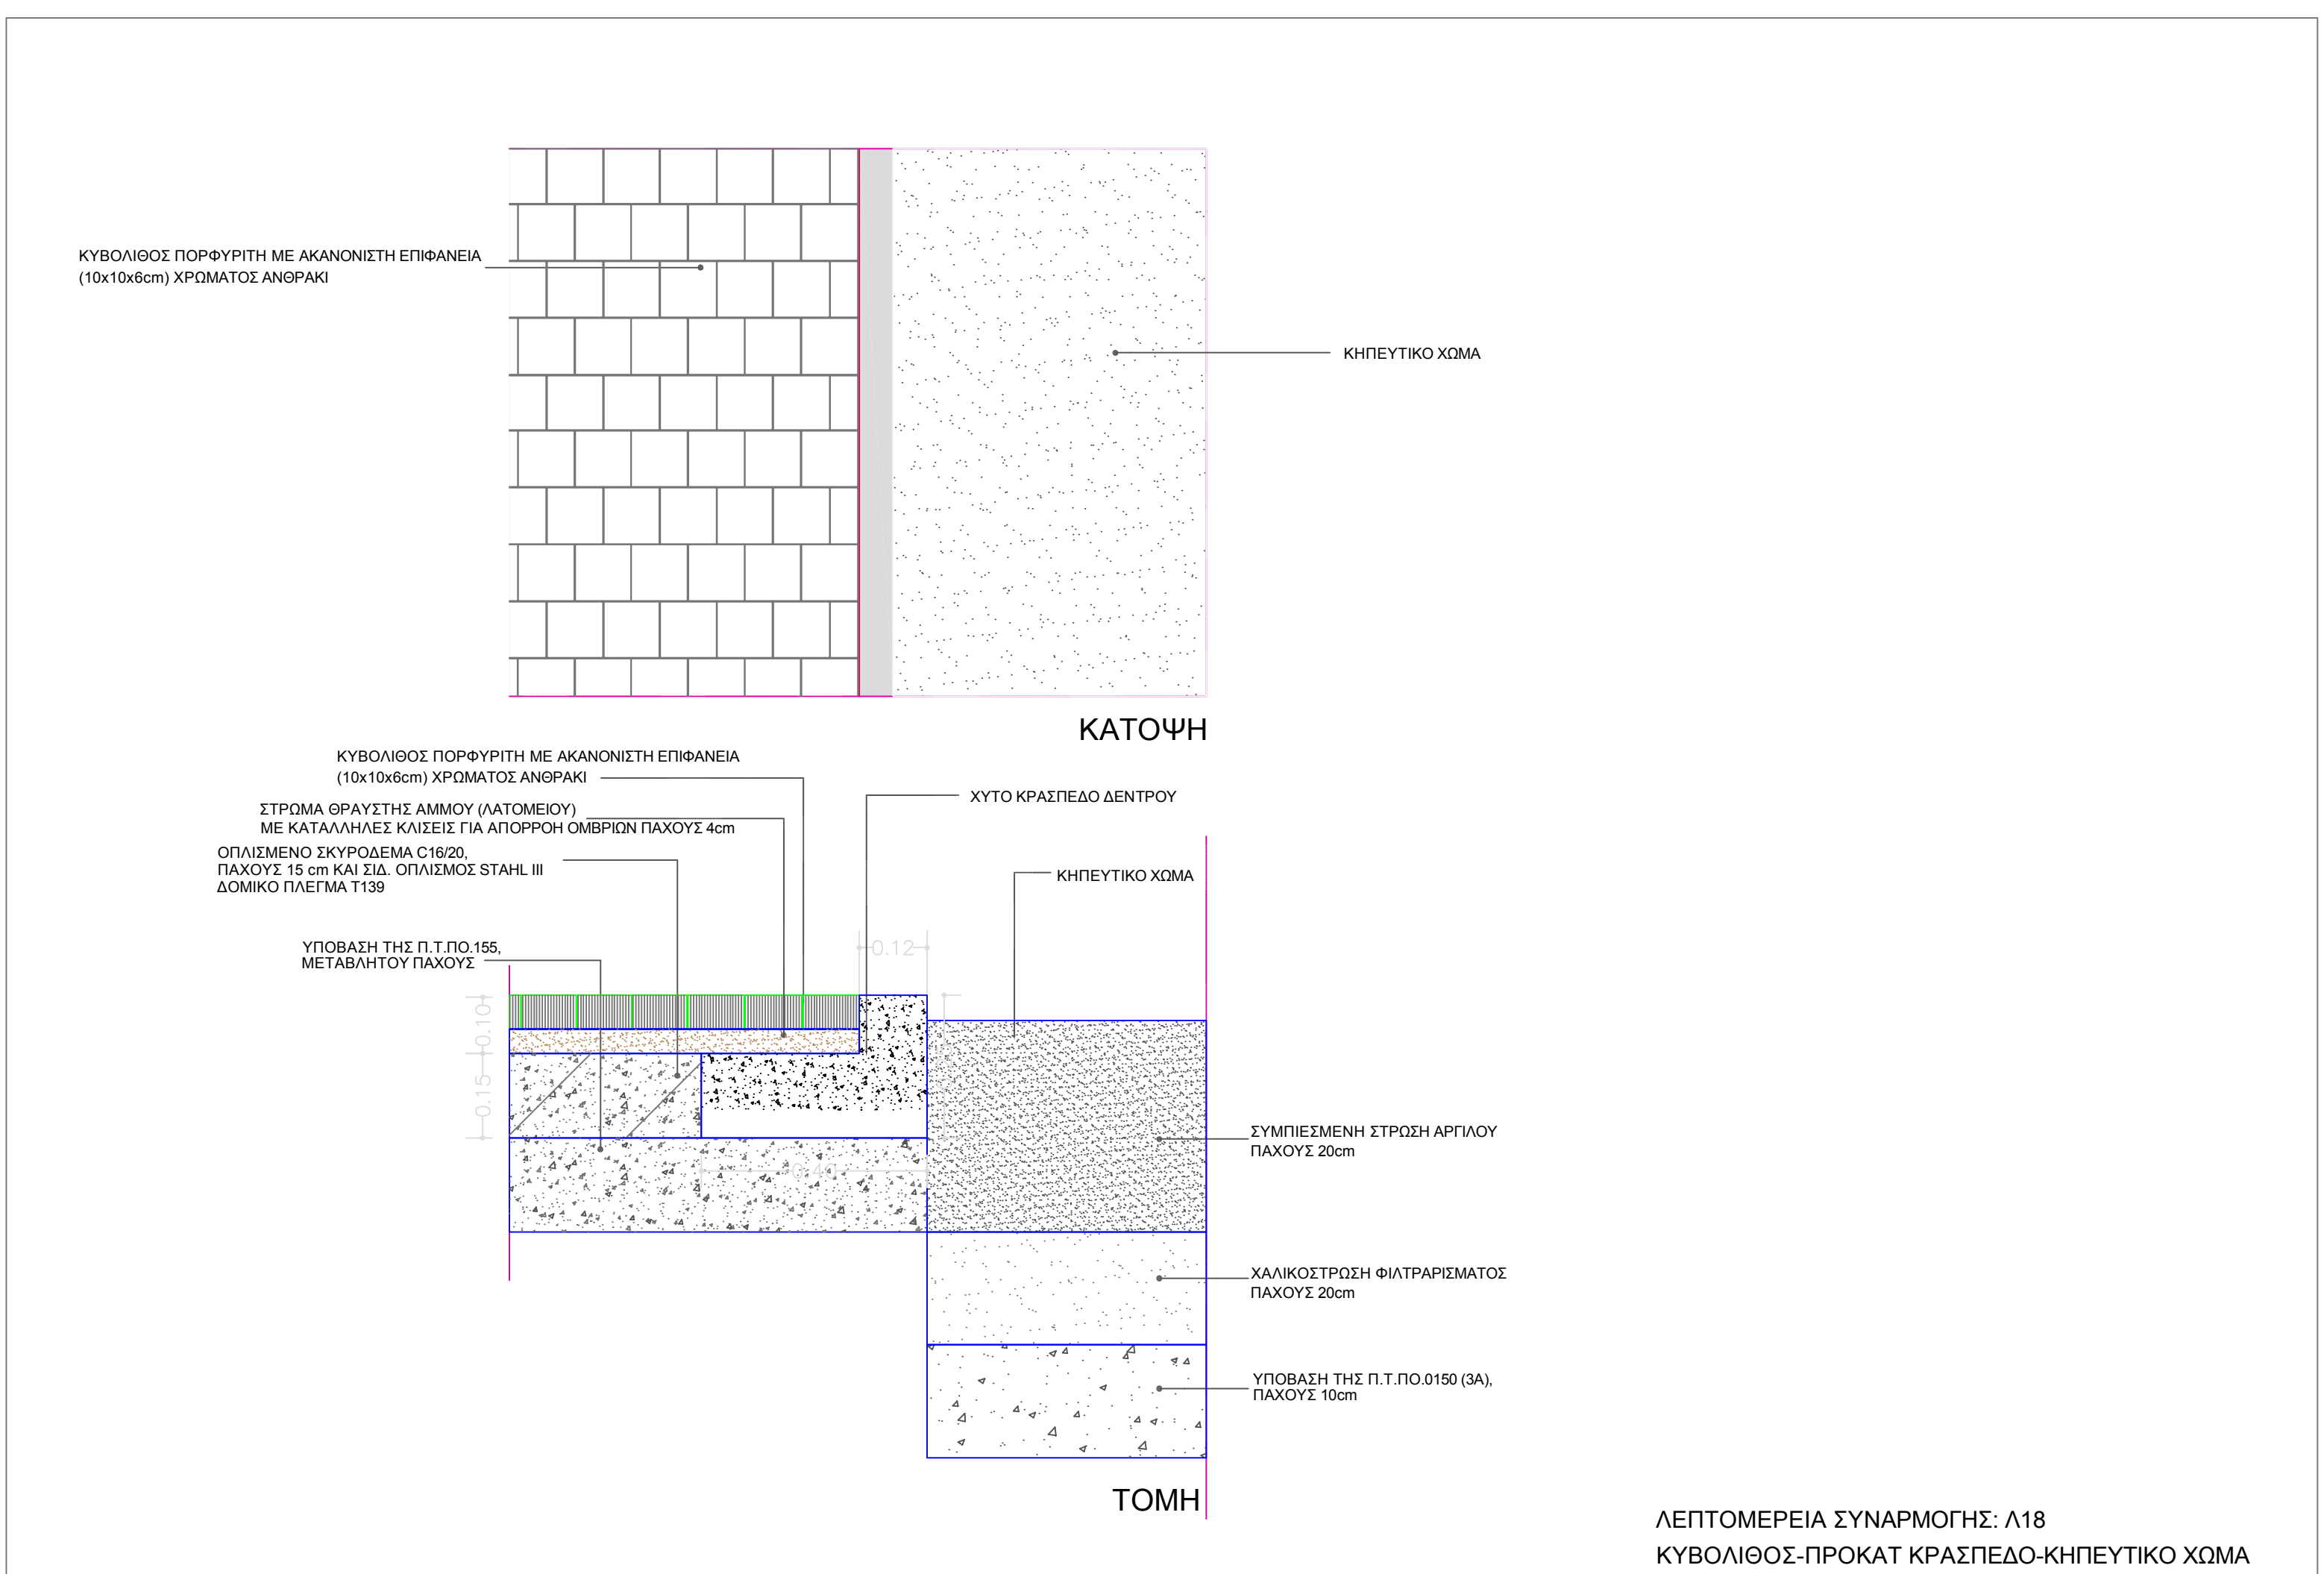 ΚΥΒΟΛΙΘΟΣ ΠΟΡΦΥΡΙΤΗ ΜΕ ΑΚΑΝΟΝΙΣΤΗ ΕΠΙΦΑΝΕΙΑ
(10x10x6cm) ΧΡΩΜΑΤΟΣ ΑΝΘΡΑΚΙ
ΚΗΠΕΥΤΙΚΟ ΧΩΜΑ
ΚΑΤΟΨΗ
ΚΥΒΟΛΙΘΟΣ ΠΟΡΦΥΡΙΤΗ ΜΕ ΑΚΑΝΟΝΙΣΤΗ ΕΠΙΦΑΝΕΙΑ
(10x10x6cm) ΧΡΩΜΑΤΟΣ ΑΝΘΡΑΚΙ
ΣΤΡΩΜΑ ΘΡΑΥΣΤΗΣ ΑΜΜΟΥ (ΛΑΤΟΜΕΙΟΥ)
ΜΕ ΚΑΤΑΛΛΗΛΕΣ ΚΛΙΣΕΙΣ ΓΙΑ ΑΠΟΡΡΟΗ ΟΜΒΡΙΩΝ ΠΑΧΟΥΣ 4cm
ΟΠΛΙΣΜΕΝΟ ΣΚΥΡΟΔΕΜΑ C16/20,
ΠΑΧΟΥΣ 15 cm ΚΑΙ ΣΙΔ. ΟΠΛΙΣΜΟΣ STAHL III
ΔΟΜΙΚΟ ΠΛΕΓΜΑ Τ139
ΥΠΟΒΑΣΗ ΤΗΣ Π.Τ.ΠΟ.155,
ΜΕΤΑΒΛΗΤΟΥ ΠΑΧΟΥΣ
ΧΥΤΟ ΚΡΑΣΠΕΔΟ ΔΕΝΤΡΟΥ
ΚΗΠΕΥΤΙΚΟ ΧΩΜΑ
0.12
0.10
0.15
0.40
ΣΥΜΠΙΕΣΜΕΝΗ ΣΤΡΩΣΗ ΑΡΓΙΛΟΥ
ΠΑΧΟΥΣ 20cm
ΧΑΛΙΚΟΣΤΡΩΣΗ ΦΙΛΤΡΑΡΙΣΜΑΤΟΣ
ΠΑΧΟΥΣ 20cm
ΥΠΟΒΑΣΗ ΤΗΣ Π.Τ.ΠΟ.0150 (3Α),
ΠΑΧΟΥΣ 10cm
ΤΟΜΗ
ΛΕΠΤΟΜΕΡΕΙΑ ΣΥΝΑΡΜΟΓΗΣ: Λ18
ΚΥΒΟΛΙΘΟΣ-ΠΡΟΚΑΤ ΚΡΑΣΠΕΔΟ-ΚΗΠΕΥΤΙΚΟ ΧΩΜΑ